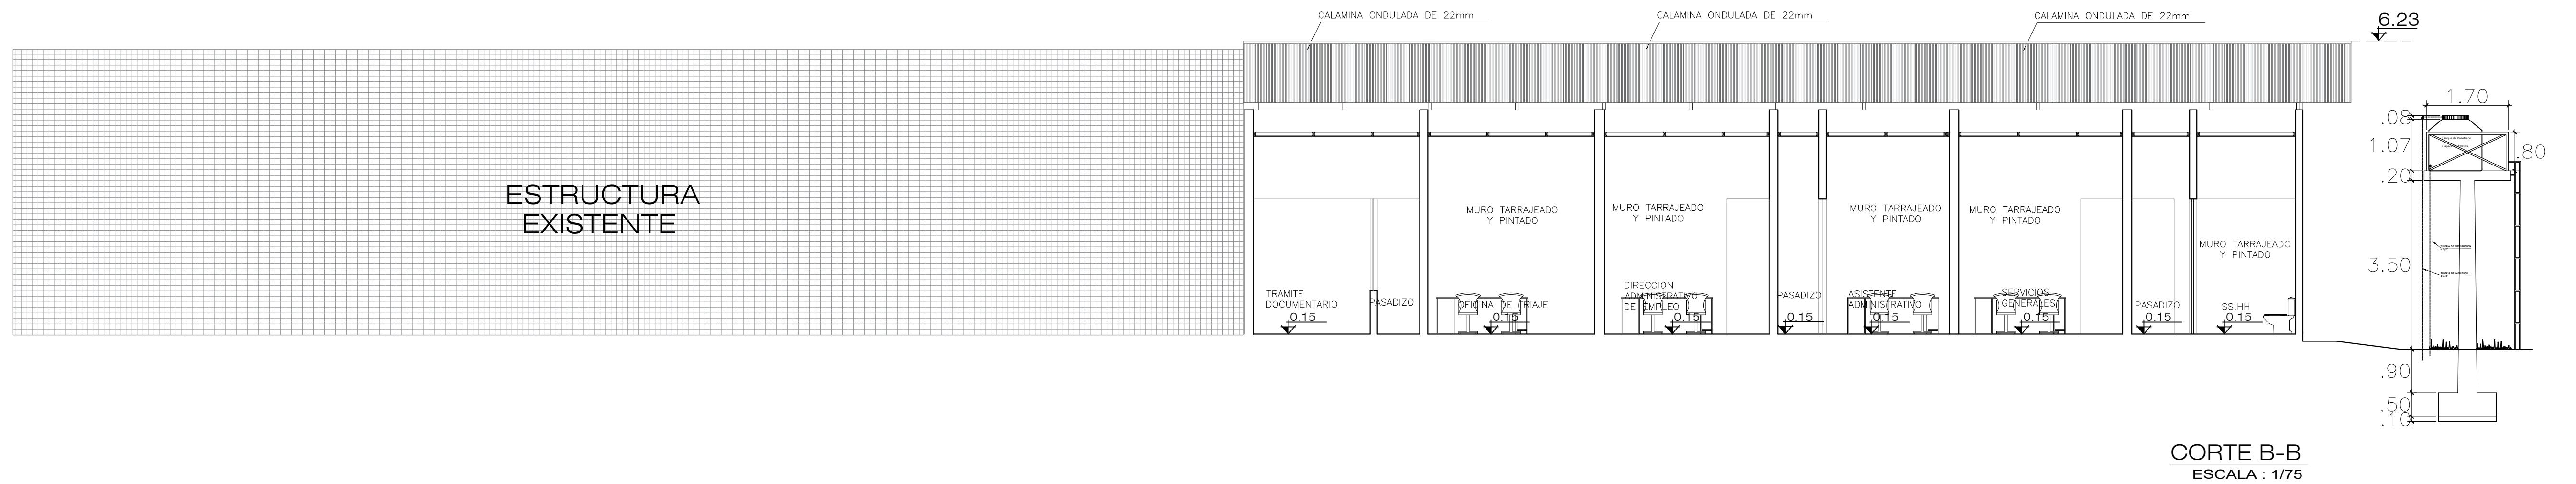 CALAMINA ONDULADA DE 22mm
CALAMINA ONDULADA DE 22mm
CALAMINA ONDULADA DE 22mm
6.23
ESTRUCTURA
EXISTENTE
MURO TARRAJEADO
Y PINTADO
MURO TARRAJEADO
Y PINTADO
MURO TARRAJEADO
Y PINTADO
MURO TARRAJEADO
Y PINTADO
MURO TARRAJEADO
Y PINTADO
TRAMITE
DOCUMENTARIO
0.15
PASADIZO
OFICINA DE TRIAJE
0.15
DIRECCION
ADMINISTRATIVO
DE EMPLEO
0.15
PASADIZO
0.15
ASISTENTE
ADMINISTRATIVO
0.15
SERVICIOS
GENERALES
0.15
PASADIZO
0.15
SS.HH
0.15
1.70
.08
1.07
.80
.20
3.50
.90
.50
.10
CORTE B-B
ESCALA : 1/75